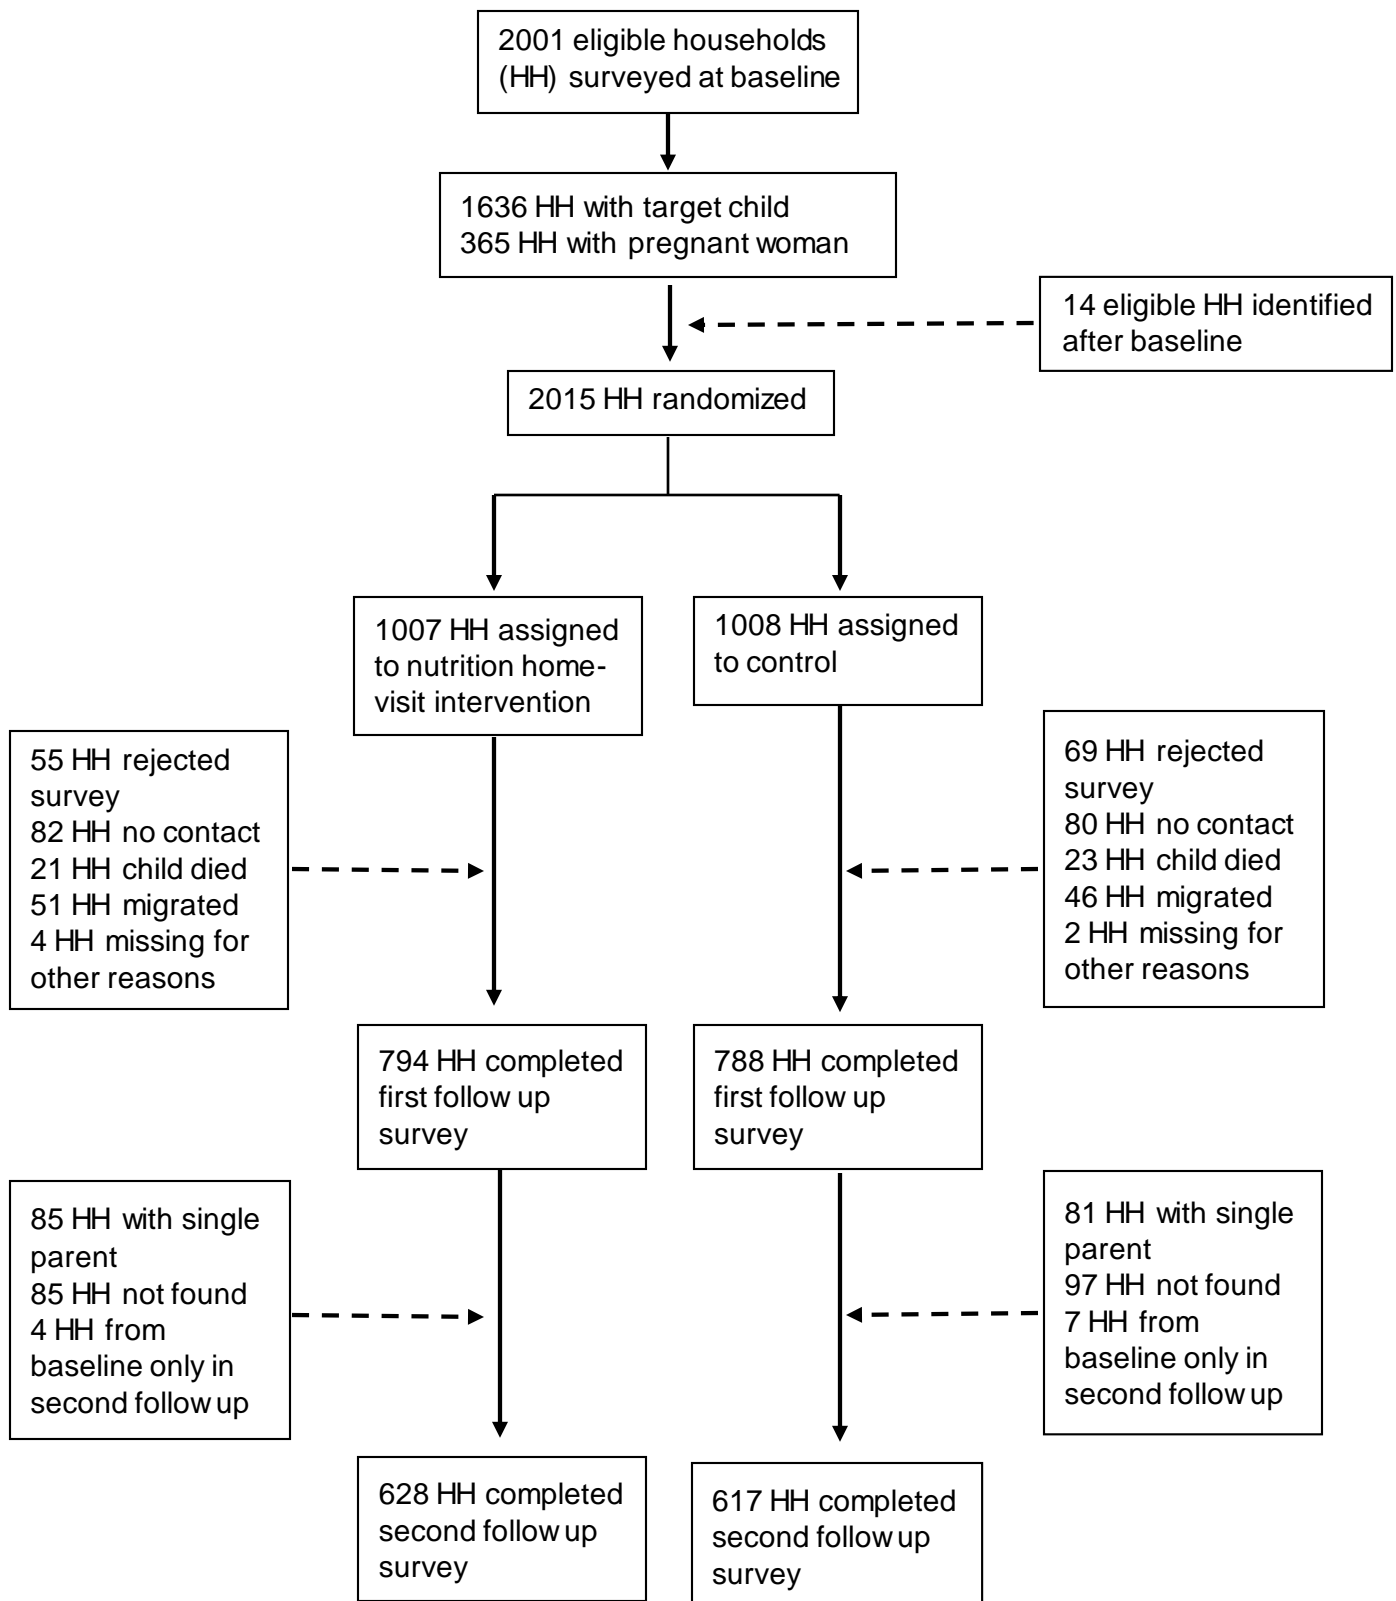 2001 eligible households
(HH) surveyed at baseline
1636 HH with target child
365 HH with pregnant woman
14 eligible HH identified
after baseline
2015 HH randomized
1007 HH assigned
to nutrition home-
visit intervention
1008 HH assigned
to control
55 HH rejected
survey
82 HH no contact
21 HH child died
51 HH migrated
4 HH missing for
other reasons
69 HH rejected
survey
80 HH no contact
23 HH child died
46 HH migrated
2 HH missing for
other reasons
794 HH completed
first follow up
survey
788 HH completed
first follow up
survey
85 HH with single
parent
85 HH not found
4 HH from
baseline only in
second follow up
81 HH with single
parent
97 HH not found
7 HH from
baseline only in
second follow up
628 HH completed
second follow up
survey
617 HH completed
second follow up
survey